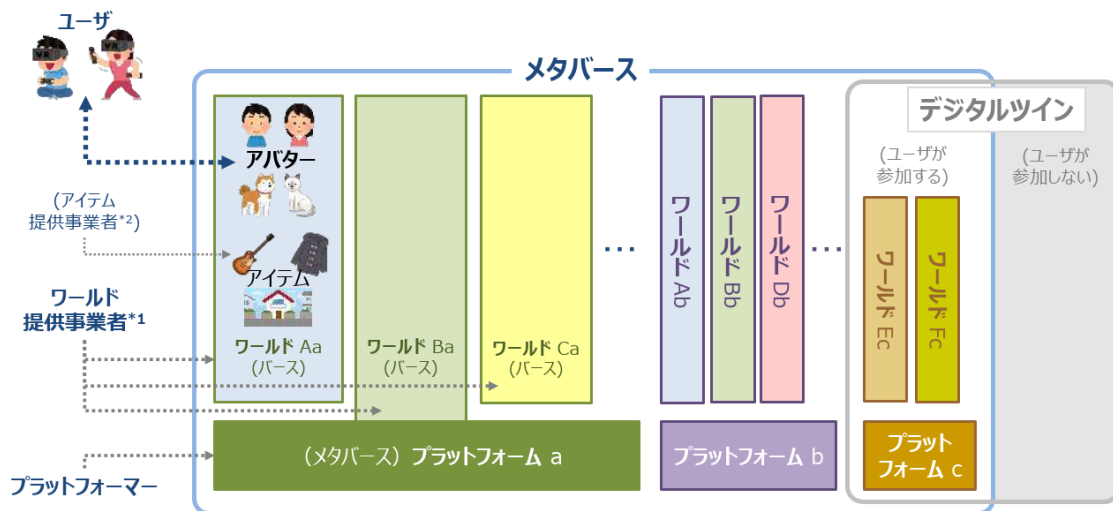 ユーザ
VR
VR
メタバース
デジタルツイン
(ユーザが
参加する)
(ユーザが
参加しない)
アバター
(アイテム
提供事業者*2)
アイテム
ワールド
提供事業者*1
ワールド Aa
(バース)
ワールド Ba
(バース)
ワールド Ca
(バース)
…
ワールド Ab
ワールド Bb
ワールド Db
…
ワールド Ec
ワールド Fc
プラットフォーマー
(メタバース) プラットフォーム a
プラットフォーム b
プラット
フォーム c